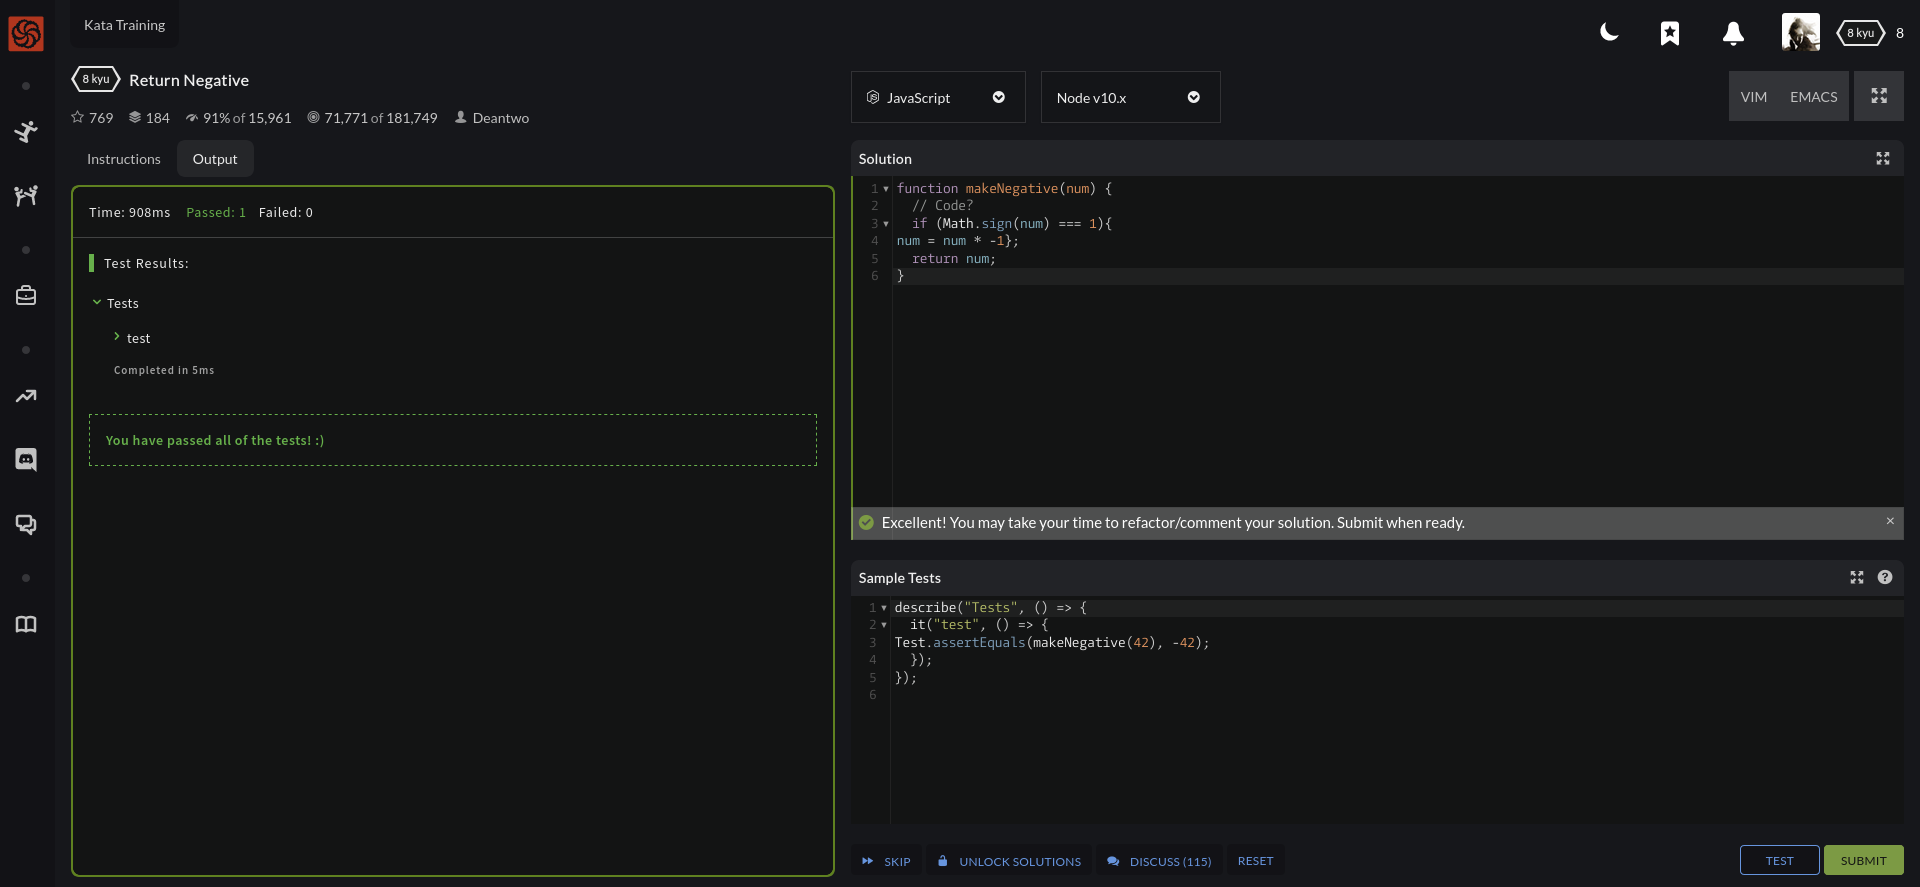 Kata Training
8 kyu 8
8 kyu Return Negative
769 184 91% of 15,961 71,771 of 181,749 Deantwo
Instructions Output
Time: 908ms Passed: 1 Failed: 0
Test Results:
Tests
test
Completed in 5ms
You have passed all of the tests! :)
JavaScript Node v10.x VIM EMACS
Solution
1 function makeNegative(num) {
2 // Code?
3 if (Math.sign(num) === 1){
4 num = num * -1};
5 return num;
6 }
Excellent! You may take your time to refactor/comment your solution. Submit when ready. ×
Sample Tests ?
1 describe("Tests", () => {
2 it("test", () => {
3 Test.assertEquals(makeNegative(42), -42);
4 });
5 });
6
SKIP UNLOCK SOLUTIONS DISCUSS (115) RESET TEST SUBMIT